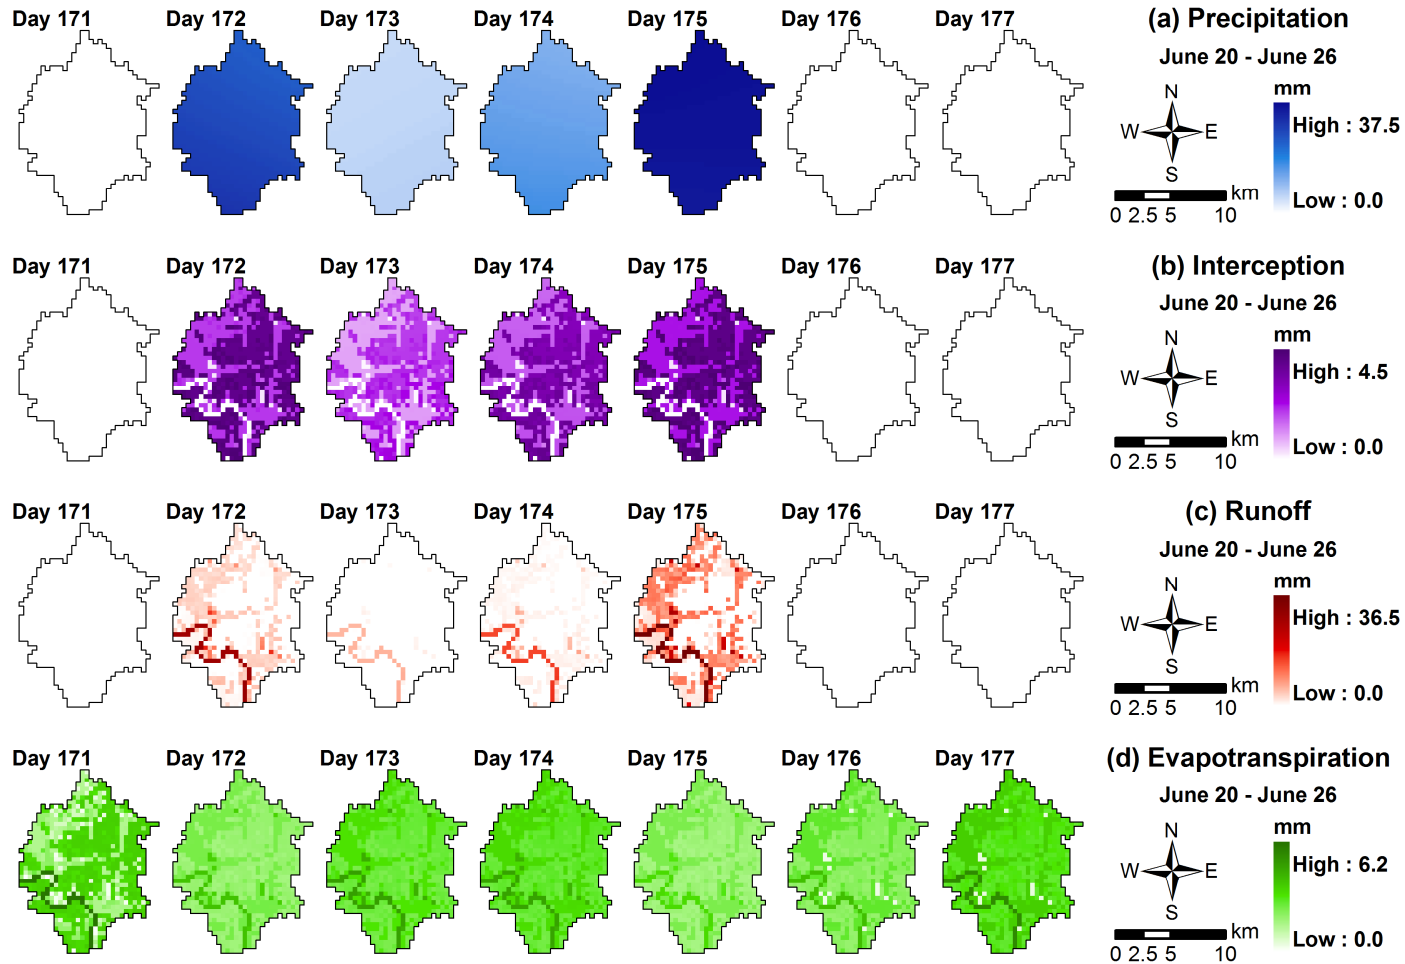 Day 171 Day 172 Day 173 Day 174 Day 175 Day 176 Day 177
(a) Precipitation
June 20 - June 26
mm
N
W E
S
High : 37.5
Low : 0.0
km
0 2.5 5 10
Day 171 Day 172 Day 173 Day 174 Day 175 Day 176 Day 177
(b) Interception
June 20 - June 26
mm
N
W E
S
High : 4.5
Low : 0.0
km
0 2.5 5 10
Day 171 Day 172 Day 173 Day 174 Day 175 Day 176 Day 177
(c) Runoff
June 20 - June 26
mm
N
W E
S
High : 36.5
Low : 0.0
km
0 2.5 5 10
Day 171 Day 172 Day 173 Day 174 Day 175 Day 176 Day 177
(d) Evapotranspiration
June 20 - June 26
mm
N
W E
S
High : 6.2
Low : 0.0
km
0 2.5 5 10